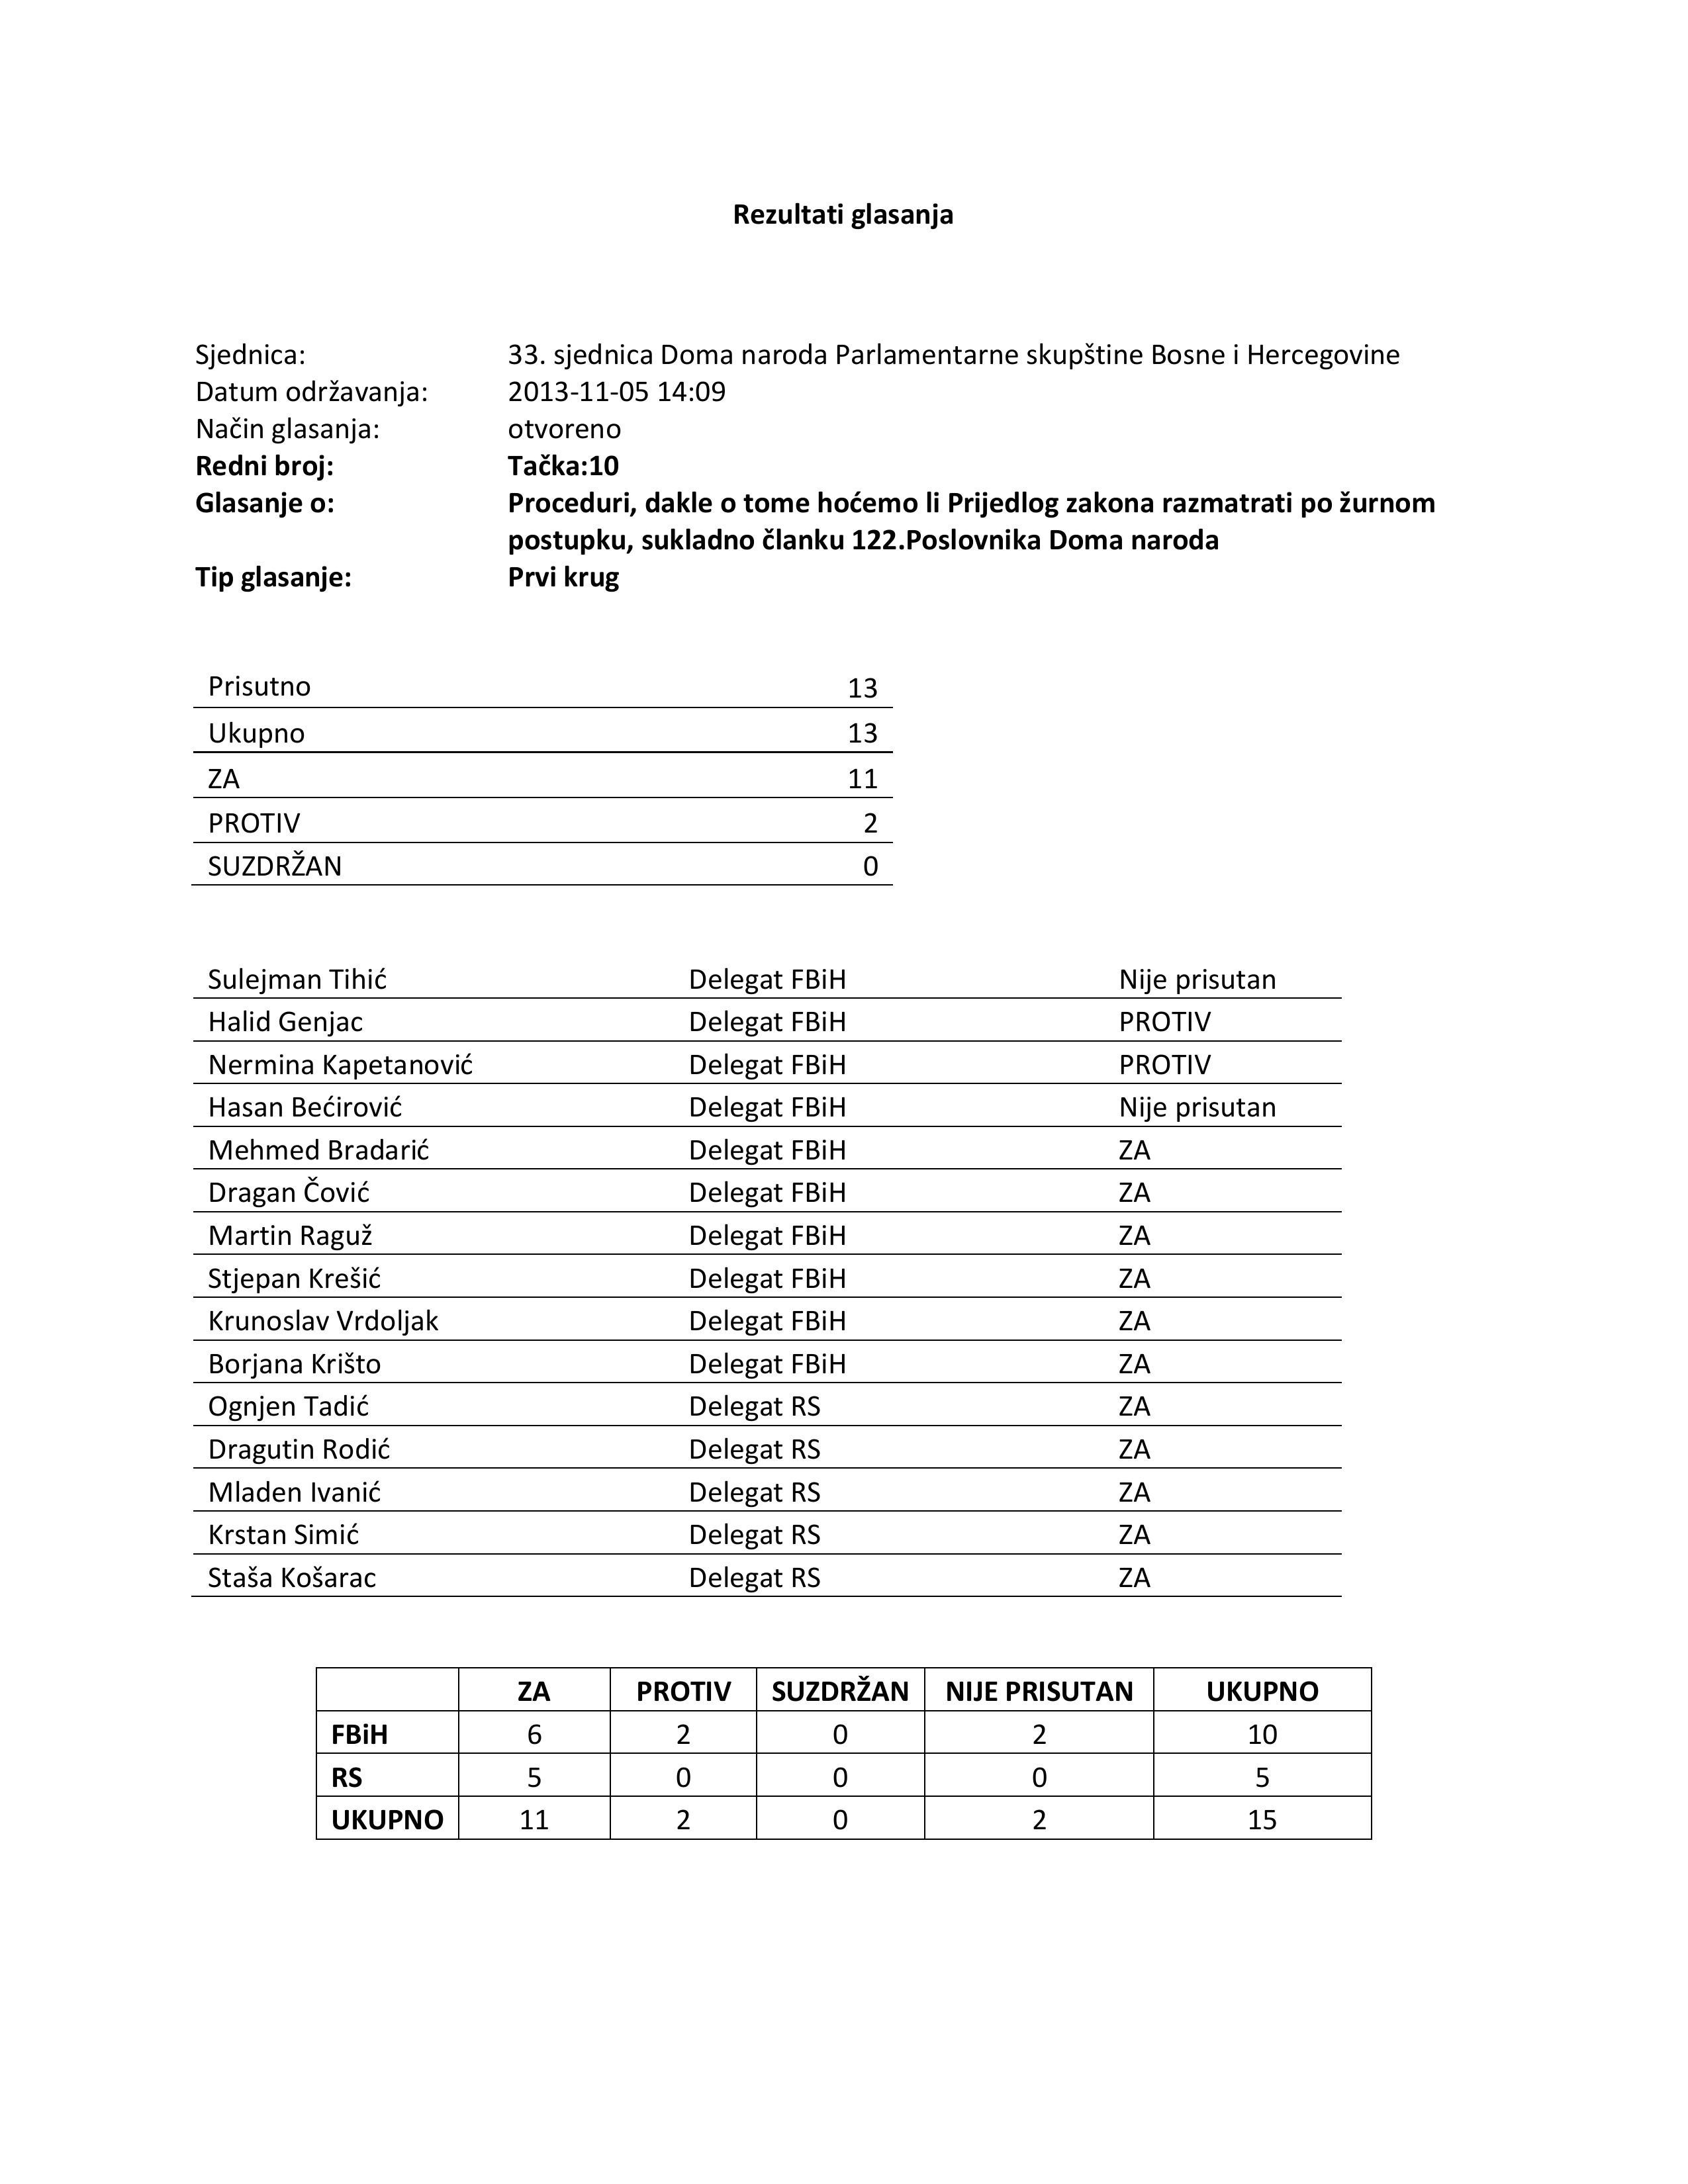 Rezultati glasanja
Sjednica: 33. sjednica Doma naroda Parlamentarne skupštine Bosne i Hercegovine
Datum održavanja: 2013-11-05 14:09
Način glasanja: otvoreno
Redni broj: Tačka:10
Glasanje o: Proceduri, dakle o tome hoćemo li Prijedlog zakona razmatrati po žurnom
postupku, sukladno članku 122.Poslovnika Doma naroda
Tip glasanje: Prvi krug
Prisutno 13
Ukupno 13
ZA 11
PROTIV 2
SUZDRŽAN 0
Sulejman Tihić Delegat FBiH Nije prisutan
Halid Genjac Delegat FBiH PROTIV
Nermina Kapetanović Delegat FBiH PROTIV
Hasan Bećirović Delegat FBiH Nije prisutan
Mehmed Bradarić Delegat FBiH ZA
Dragan Čović Delegat FBiH ZA
Martin Raguž Delegat FBiH ZA
Stjepan Krešić Delegat FBiH ZA
Krunoslav Vrdoljak Delegat FBiH ZA
Borjana Krišto Delegat FBiH ZA
Ognjen Tadić Delegat RS ZA
Dragutin Rodić Delegat RS ZA
Mladen Ivanić Delegat RS ZA
Krstan Simić Delegat RS ZA
Staša Košarac Delegat RS ZA
ZA PROTIV SUZDRŽAN NIJE PRISUTAN UKUPNO
FBiH 6 2 0 2 10
RS 5 0 0 0 5
UKUPNO 11 2 0 2 15